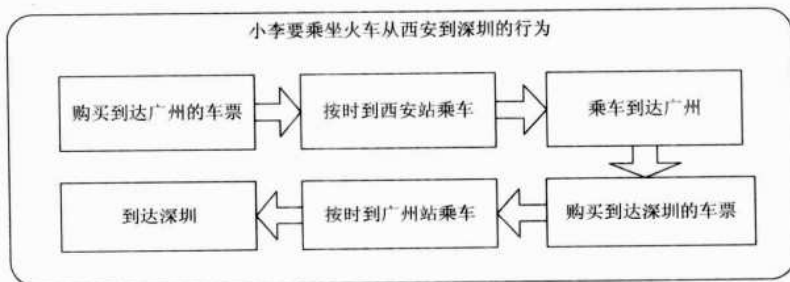 小李要乘坐火车从西安到深圳的行为
购买到达广州的车票
按时到西安站乘车
乘车到达广州
购买到达深圳的车票
按时到广州站乘车
到达深圳